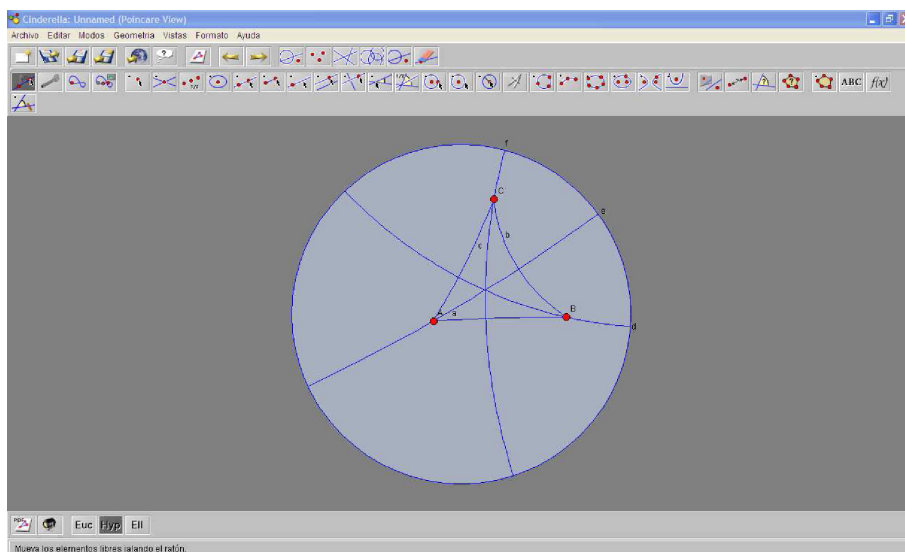 Cinderella: Unnamed (Poincare View)
Archivo Editar Modos Geometria Vistas Formato Ayuda
ABC f(x)
f
C
e
b
c
A
a
B
d
Euc Hyp Ell
Mueva los elementos libres jalando el ratón.